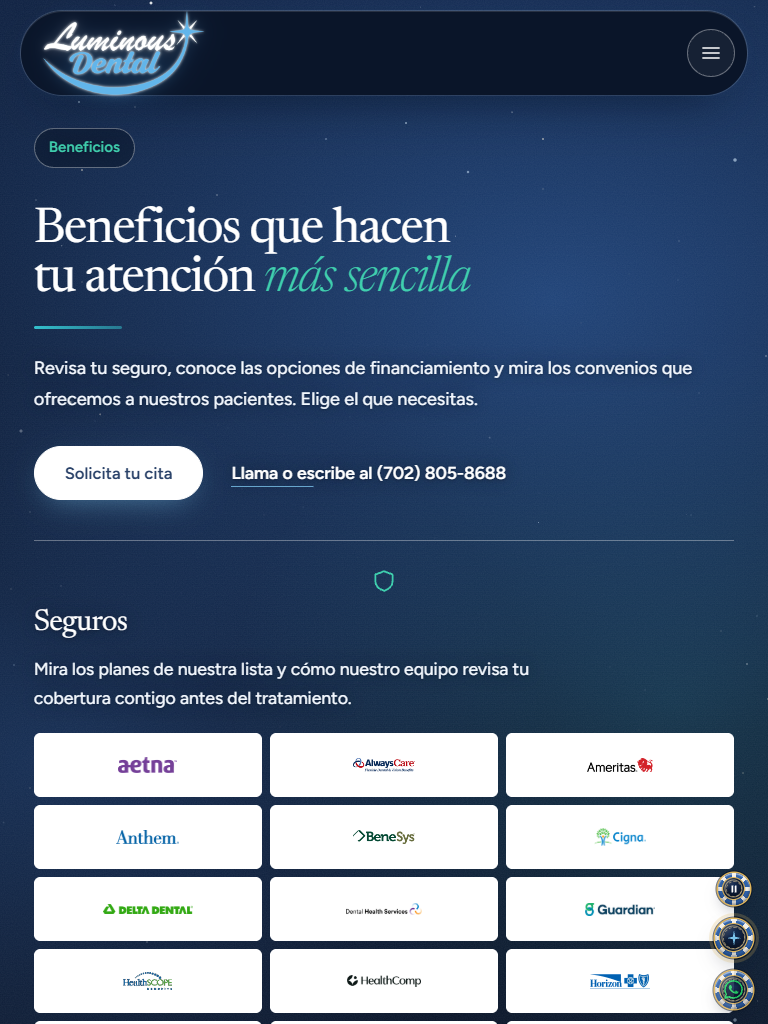 Luminous
Dental
Beneficios
Beneficios que hacen
tu atención más sencilla
Revisa tu seguro, conoce las opciones de financiamiento y mira los convenios que
ofrecemos a nuestros pacientes. Elige el que necesitas.
Solicita tu cita
Llama o escribe al (702) 805-8688
Seguros
Mira los planes de nuestra lista y cómo nuestro equipo revisa tu
cobertura contigo antes del tratamiento.
aetna
AlwaysCare
Ameritas
Anthem
BeneSys
Cigna
DELTA DENTAL
Dental Health Services
Guardian
HealthSCOPE
BENEFITS
HealthComp
Horizon